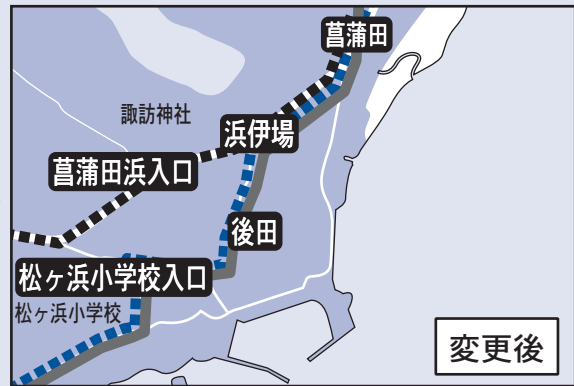 菖蒲田
諏訪神社
浜伊場
菖蒲田浜入口
後田
松ヶ浜小学校入口
松ヶ浜小学校
変更後